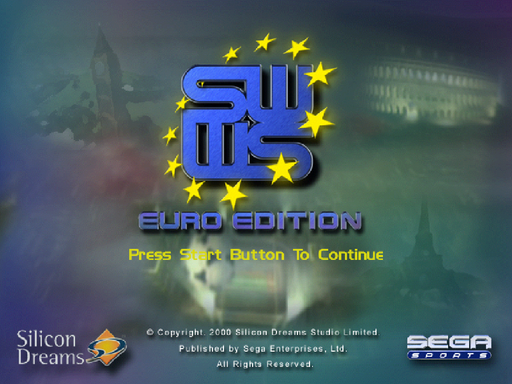 SWWS
EURO EDITION
Press Start Button To Continue
Silicon
Dreams
© Copyright, 2000 Silicon Dreams Studio Limited.
Published by Sega Enterprises, Ltd.
All Rights Reserved.
SEGA
SPORTS